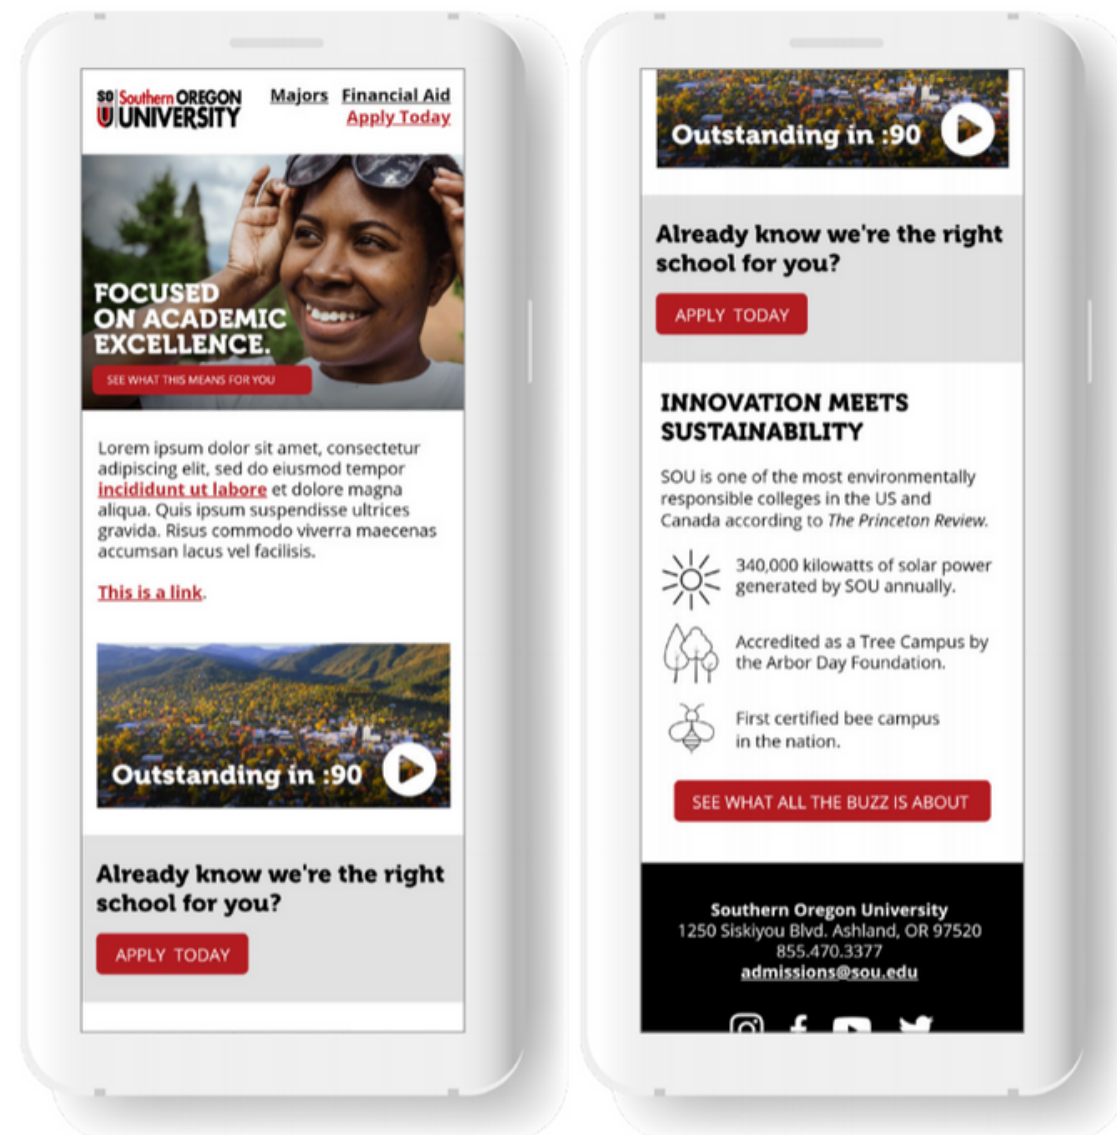 SO Southern OREGON
U UNIVERSITY
Majors Financial Aid
Apply Today
FOCUSED
ON ACADEMIC
EXCELLENCE.
SEE WHAT THIS MEANS FOR YOU
Lorem ipsum dolor sit amet, consectetur
adipiscing elit, sed do eiusmod tempor
incididunt ut labore et dolore magna
aliqua. Quis ipsum suspendisse ultrices
gravida. Risus commodo viverra maecenas
accumsan lacus vel facilisis.
This is a link.
Outstanding in :90
Already know we're the right
school for you?
APPLY TODAY
Outstanding in :90
Already know we're the right
school for you?
APPLY TODAY
INNOVATION MEETS
SUSTAINABILITY
SOU is one of the most environmentally
responsible colleges in the US and
Canada according to The Princeton Review.
340,000 kilowatts of solar power
generated by SOU annually.
Accredited as a Tree Campus by
the Arbor Day Foundation.
First certified bee campus
in the nation.
SEE WHAT ALL THE BUZZ IS ABOUT
Southern Oregon University
1250 Siskiyou Blvd. Ashland, OR 97520
855.470.3377
admissions@sou.edu